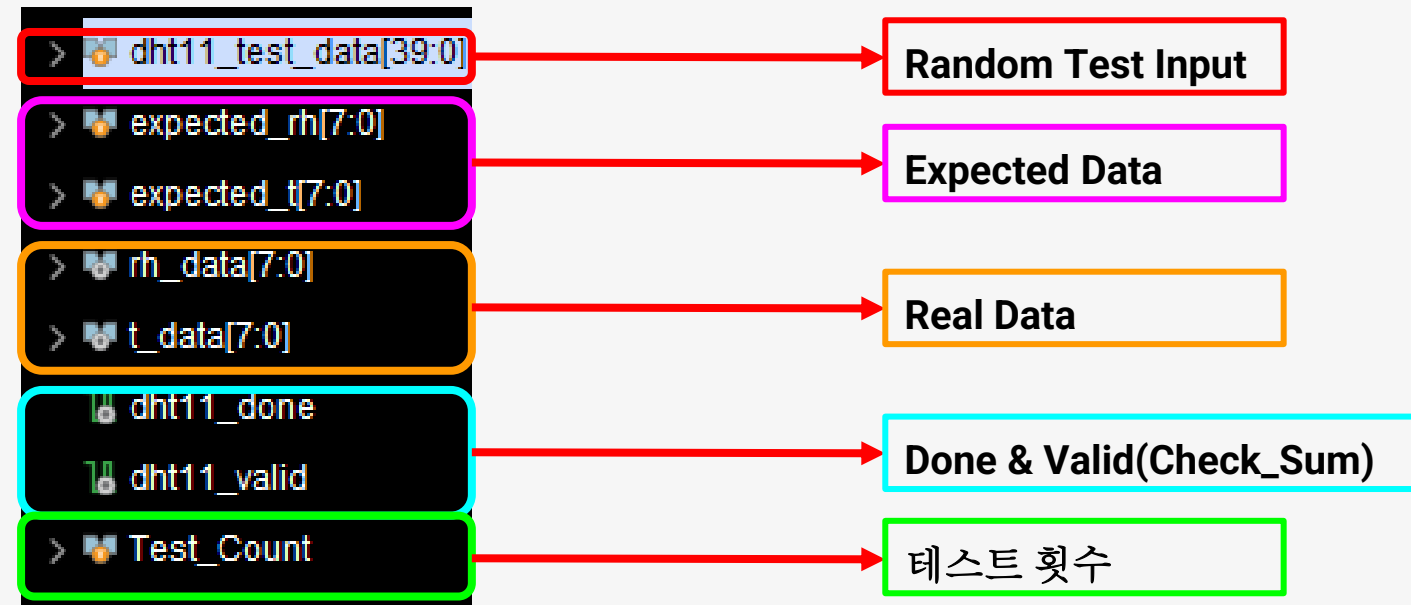 dht11_test_data[39:0]
Random Test Input
expected_rh[7:0]
expected_t[7:0]
Expected Data
rh_data[7:0]
t_data[7:0]
Real Data
dht11_done
dht11_valid
Done & Valid(Check_Sum)
Test_Count
테스트 횟수